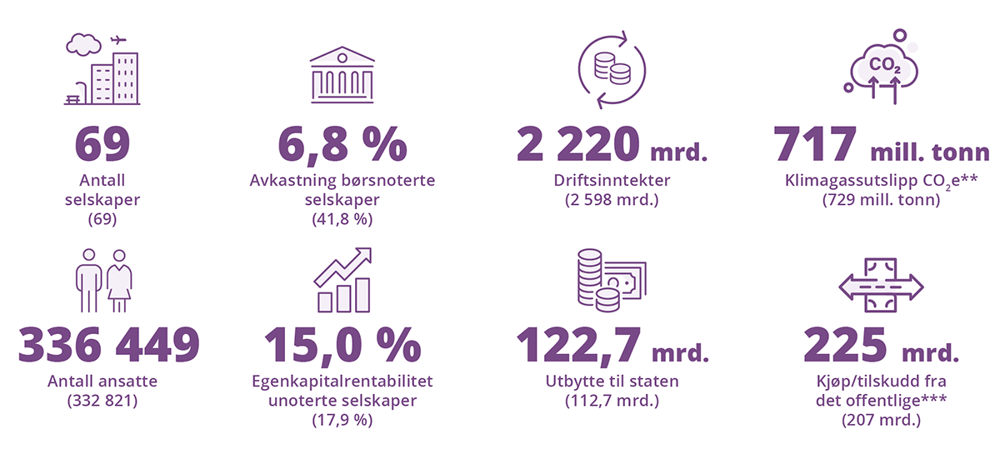 CO₂
69
Antall
selskaper
(69)
6,8 %
Avkastning børsnoterte
selskaper
(41,8 %)
2 220 mrd.
Driftsinntekter
(2 598 mrd.)
717 mill. tonn
Klimagassutslipp CO₂e**
(729 mill. tonn)
336 449
Antall ansatte
(332 821)
15,0 %
Egenkapitalrentabilitet
unoterte selskaper
(17,9 %)
122,7 mrd.
Utbytte til staten
(112,7 mrd.)
225 mrd.
Kjøp/tilskudd fra
det offentlige***
(207 mrd.)